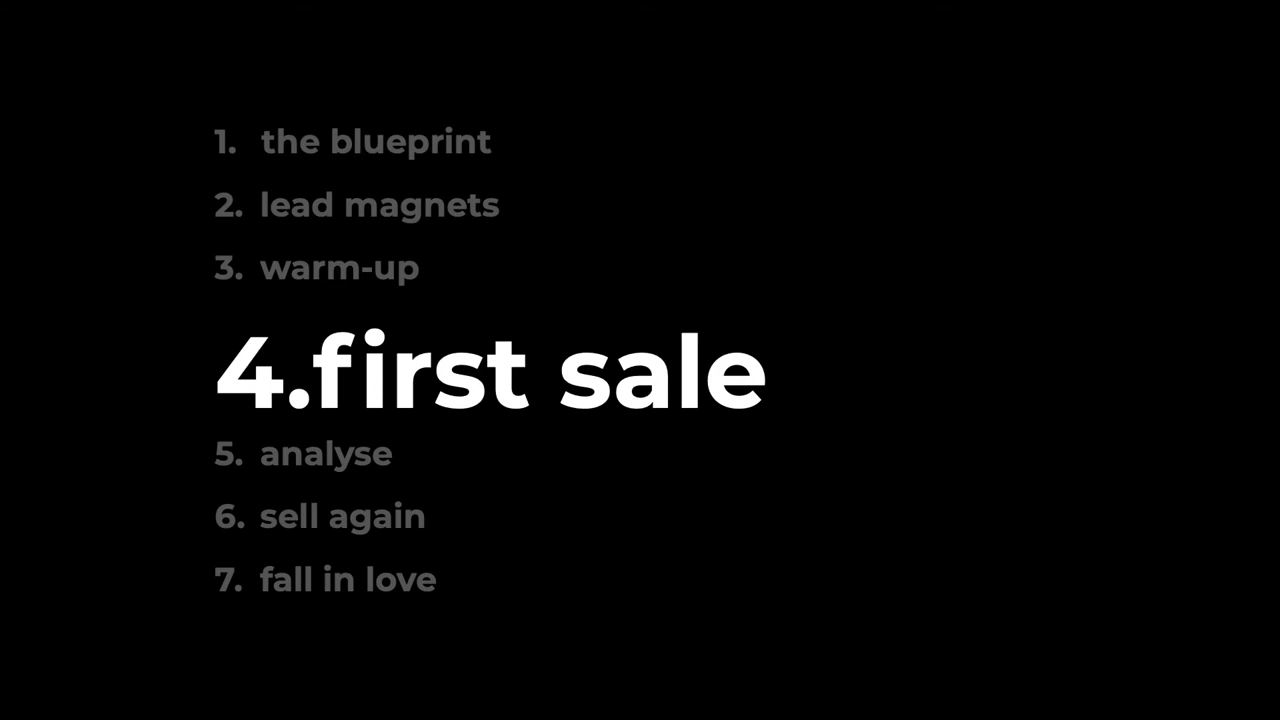 1. the blueprint
2. lead magnets
3. warm-up
4.first sale
5. analyse
6. sell again
7. fall in love